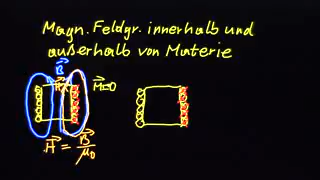 Magn. Feldgr. innerhalb und
außerhalb von Materie
B
M=0
H = B/μ0